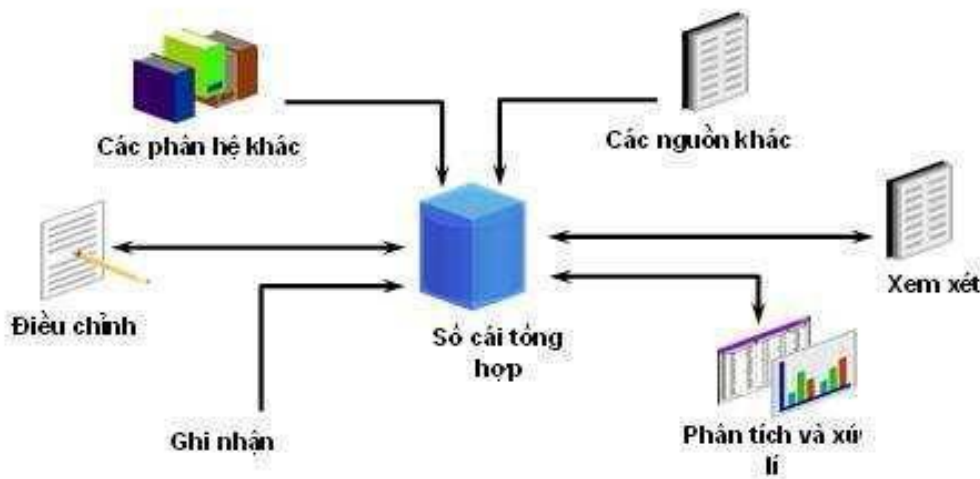 Các phân hệ khác
Các nguồn khác
Điều chỉnh
Xem xét
Sổ cái tổng
hợp
Ghi nhận
Phân tích và xử
lí